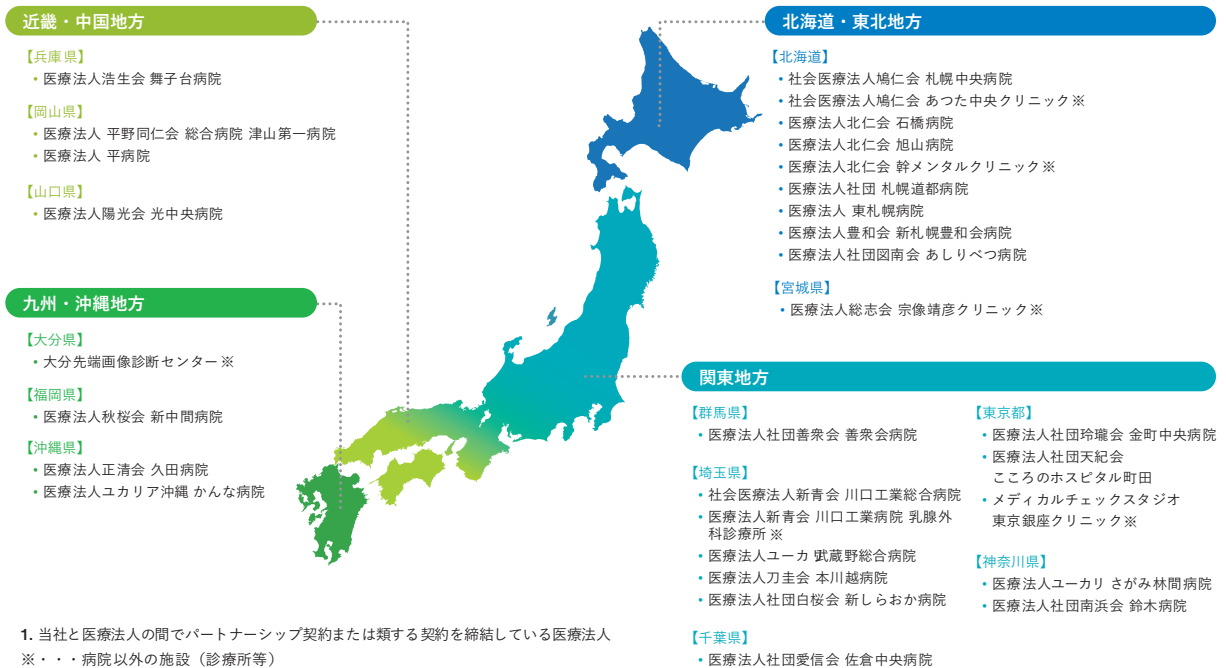 近畿・中国地方
【兵庫県】
・医療法人浩生会 舞子台病院
【岡山県】
・医療法人 平野同仁会 総合病院 津山第一病院
・医療法人 平病院
【山口県】
・医療法人陽光会 光中央病院
九州・沖縄地方
【大分県】
・大分先端画像診断センター※
【福岡県】
・医療法人秋桜会 新中間病院
【沖縄県】
・医療法人正清会 久田病院
・医療法人ユカリア沖縄 かんな病院
北海道・東北地方
【北海道】
・社会医療法人鳩仁会 札幌中央病院
・社会医療法人鳩仁会 あつた中央クリニック※
・医療法人北仁会 石橋病院
・医療法人北仁会 旭山病院
・医療法人北仁会 幹メンタルクリニック※
・医療法人社団 札幌道都病院
・医療法人 東札幌病院
・医療法人豊和会 新札幌豊和会病院
・医療法人社団図南会 あしりべつ病院
【宮城県】
・医療法人総志会 宗像靖彦クリニック※
関東地方
【群馬県】
・医療法人社団善衆会 善衆会病院
【埼玉県】
・社会医療法人新青会 川口工業総合病院
・医療法人新青会 川口工業病院 乳腺外
科診療所※
・医療法人ユーカリ 武蔵野総合病院
・医療法人刀圭会 本川越病院
・医療法人社団白桜会 新しらおか病院
【千葉県】
・医療法人社団愛信会 佐倉中央病院
【東京都】
・医療法人社団玲瓏会 金町中央病院
・医療法人社団天紀会
こころのホスピタル町田
・メディカルチェックスタジオ
東京銀座クリニック※
【神奈川県】
・医療法人ユーカリ さがみ林間病院
・医療法人社団南浜会 鈴木病院
1. 当社と医療法人の間でパートナーシップ契約または類する契約を締結している医療法人
※・・・病院以外の施設（診療所等）